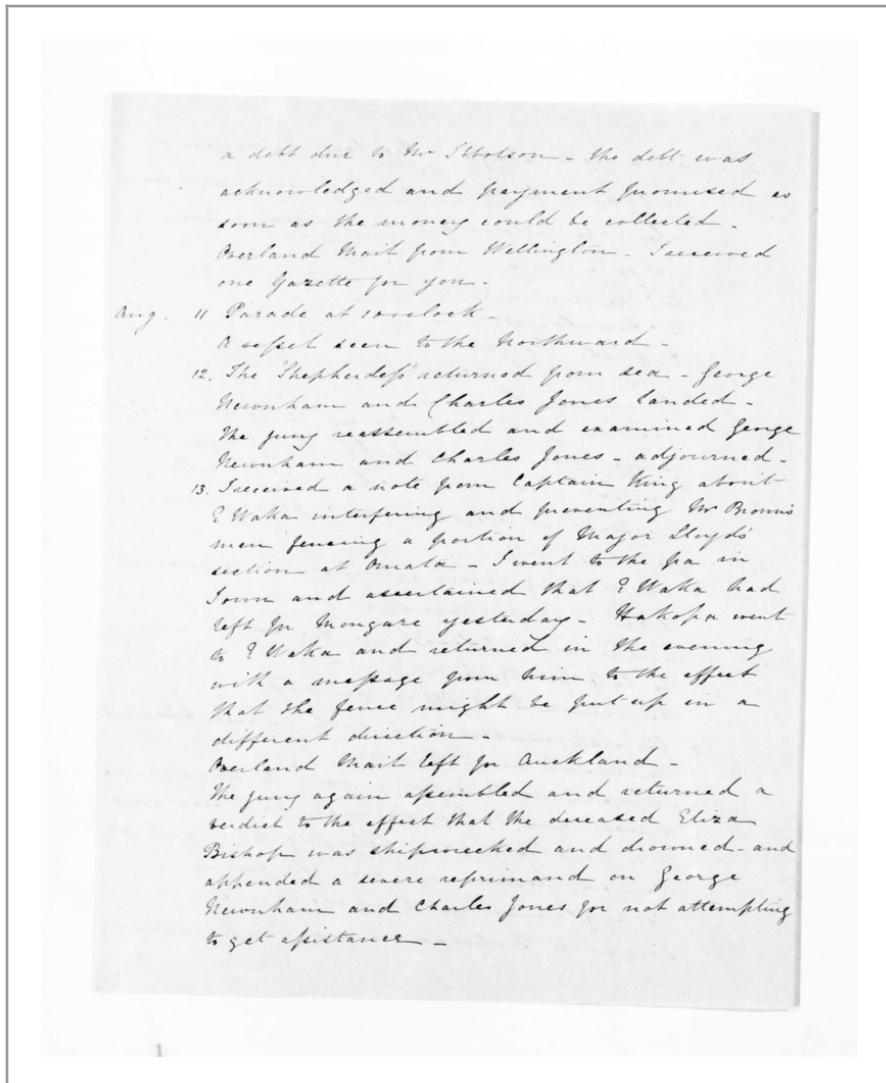 a debt due to Mr Ibbotson - the debt was
acknowledged and payment promised as
soon as the money could be collected -
Overland Mail from Wellington - I received
one Gazette for you -
Aug. 11 Parade at 10 oclock -
A vessel seen to the Northward -
12. The 'Shepherdess' returned from sea - George
Newnham and Charles Jones landed -
The jury reassembled and examined George
Newnham and Charles Jones - adjourned -
13. I received a note from Captain King about
E Waka interfering and preventing Mr Brown's
men fencing a portion of Major Lloyds'
section at Omata - I went to the pa in
Town and ascertained that E Waka had
left for Mongare yesterday - Hakopa went
to E Waka and returned in the evening
with a message from him to the effect
that the fence might be put up in a
different direction -
Overland Mail left for Auckland -
The jury again assembled and returned a
verdict to the effect that the deceased Eliza
Bishop was shipwrecked and drowned - and
appended a severe reprimand on George
Newnham and Charles Jones for not attempting
to get assistance -